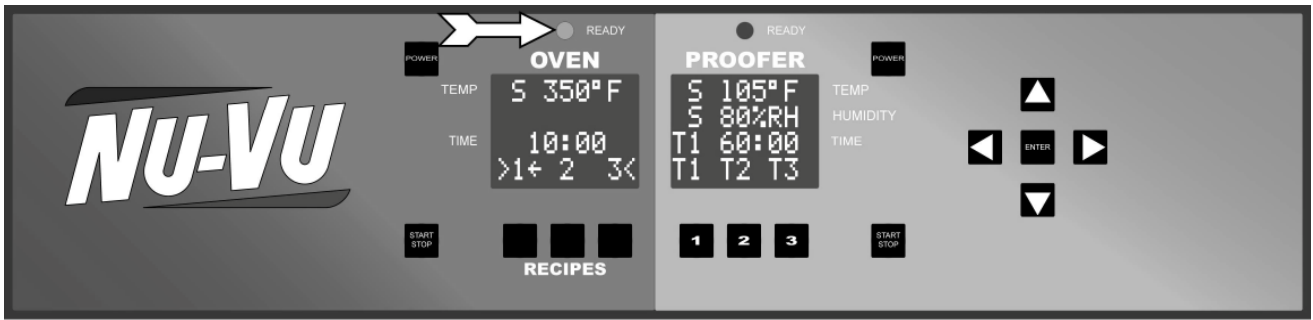 NU-VU
POWER
START
STOP
READY
OVEN
TEMP
S 350°F
TIME
10:00
>1← 2 3<
RECIPES
READY
PROOFER
S 105°F
TEMP
S 80%RH
HUMIDITY
T1 60:00
TIME
T1 T2 T3
1 2 3
POWER
START
STOP
ENTER